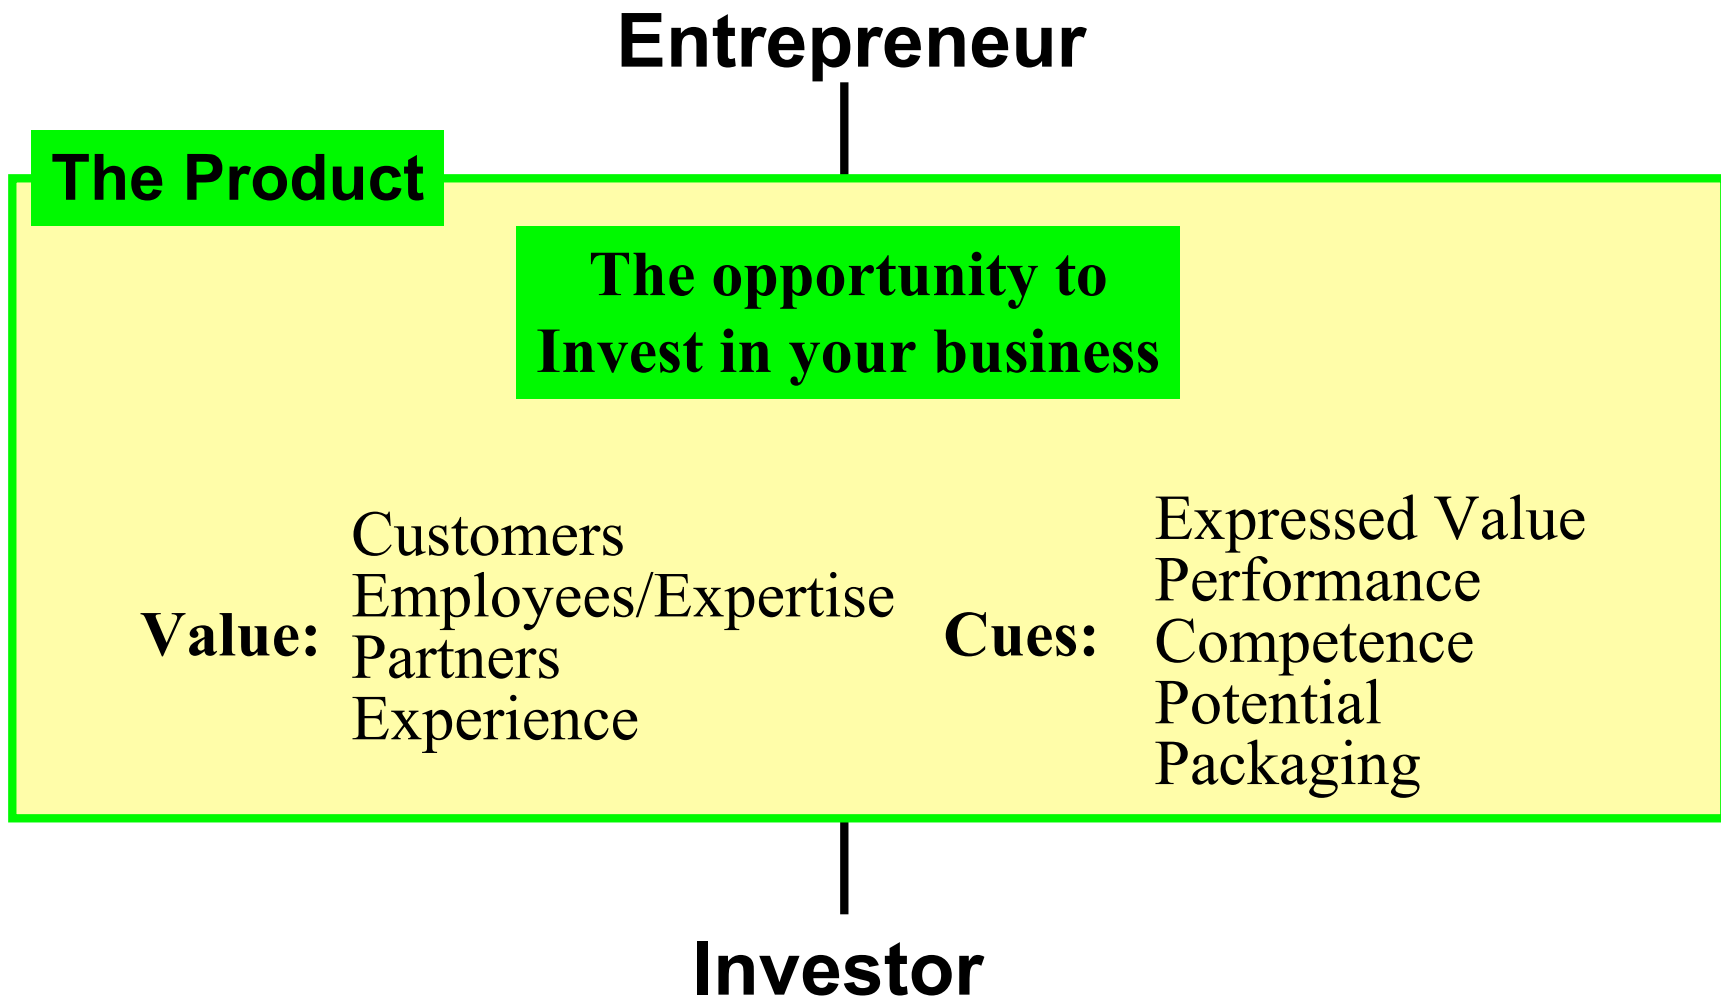 Entrepreneur
The Product
The opportunity to
Invest in your business
Value:
Customers
Employees/Expertise
Partners
Experience
Cues:
Expressed Value
Performance
Competence
Potential
Packaging
Investor